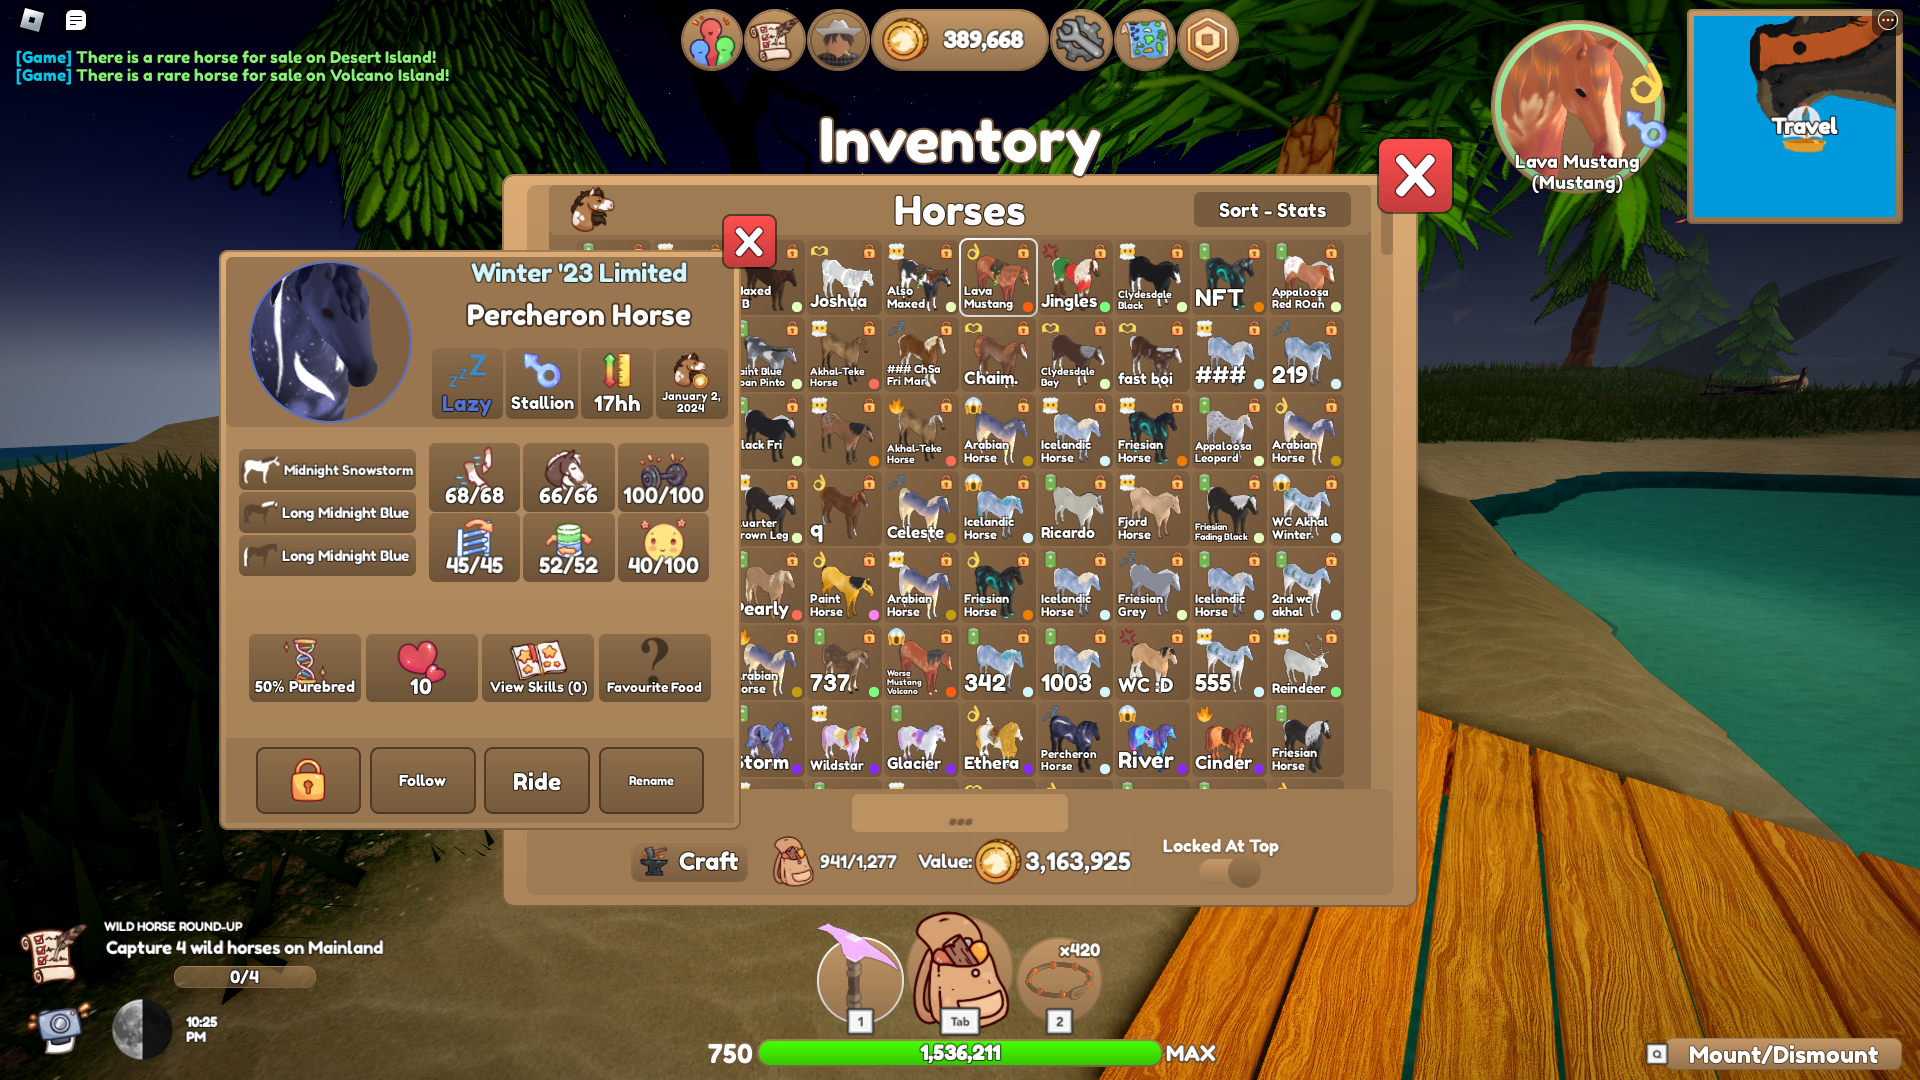 [Game] There is a rare horse for sale on Desert Island!
[Game] There is a rare horse for sale on Volcano Island!
389,668
Lava Mustang
(Mustang)
Travel
Inventory
Horses
Sort - Stats
Winter '23 Limited
Percheron Horse
Lazy
Stallion
17hh
January 2,
2024
Midnight Snowstorm
Long Midnight Blue
Long Midnight Blue
68/68
66/66
100/100
45/45
52/52
40/100
50% Purebred
10
View Skills (0)
Favourite Food
Follow
Ride
Rename
Joshua
Also
Maxed
Lava
Mustang
Jingles
Clydesdale
Black
NFT
Appaloosa
Red ROan
Akhal-Teke
Horse
### ChSa
Fri Mar
Chaim.
Clydesdale
Bay
fast boi
###
219
Akhal-Teke
Horse
Arabian
Horse
Icelandic
Horse
Friesian
Horse
Appaloosa
Leopard
Arabian
Horse
q
Celeste
Icelandic
Horse
Ricardo
Fjord
Horse
Friesian
Fading Black
WC Akhal
Winter
Pearly
Paint
Horse
Arabian
Horse
Friesian
Horse
Icelandic
Horse
Friesian
Grey
Icelandic
Horse
2nd wc
akhal
737
Worse
Mustang
Volcano
342
1003
WC :D
555
Reindeer
Storm
Wildstar
Glacier
Ethera
Percheron
Horse
River
Cinder
Friesian
Horse
Craft
941/1,277
Value:
3,163,925
Locked At Top
WILD HORSE ROUND-UP
Capture 4 wild horses on Mainland
0/4
10:25
PM
1
Tab
x420
2
750
1,536,211
MAX
Q
Mount/Dismount